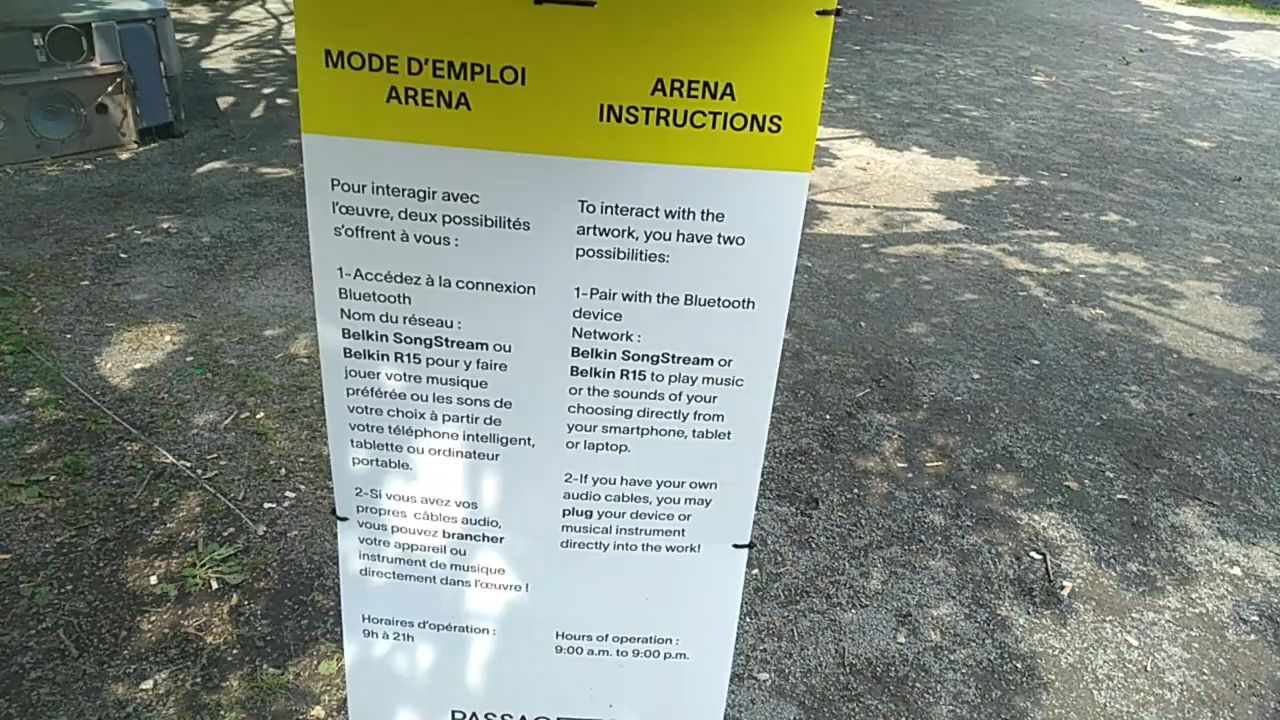 MODE D'EMPLOI
ARENA
Pour interagir avec
l'œuvre, deux possibilités
s'offrent à vous :
1-Accédez à la connexion
Bluetooth
Nom du réseau :
Belkin SongStream ou
Belkin R15 pour y faire
jouer votre musique
préférée ou les sons de
votre choix à partir de
votre téléphone intelligent,
tablette ou ordinateur
portable.
2-Si vous avez vos
propres câbles audio,
vous pouvez brancher
votre appareil ou
instrument de musique
directement dans l'œuvre !
Horaires d'opération :
9h à 21h
ARENA
INSTRUCTIONS
To interact with the
artwork, you have two
possibilities:
1-Pair with the Bluetooth
device
Network :
Belkin SongStream or
Belkin R15 to play music
or the sounds of your
choosing directly from
your smartphone, tablet
or laptop.
2-If you have your own
audio cables, you may
plug your device or
musical instrument
directly into the work!
Hours of operation :
9:00 a.m. to 9:00 p.m.